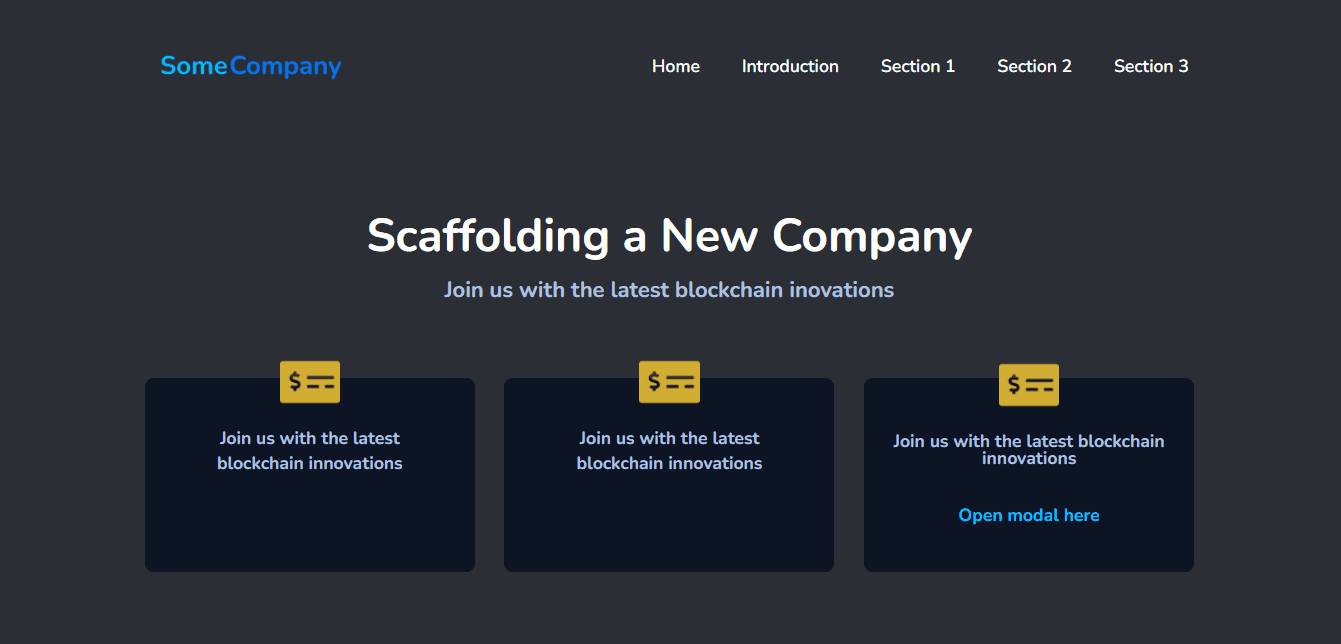 SomeCompany
Home Introduction Section 1 Section 2 Section 3
Scaffolding a New Company
Join us with the latest blockchain inovations
$
Join us with the latest
blockchain innovations
$
Join us with the latest
blockchain innovations
$
Join us with the latest blockchain
innovations
Open modal here